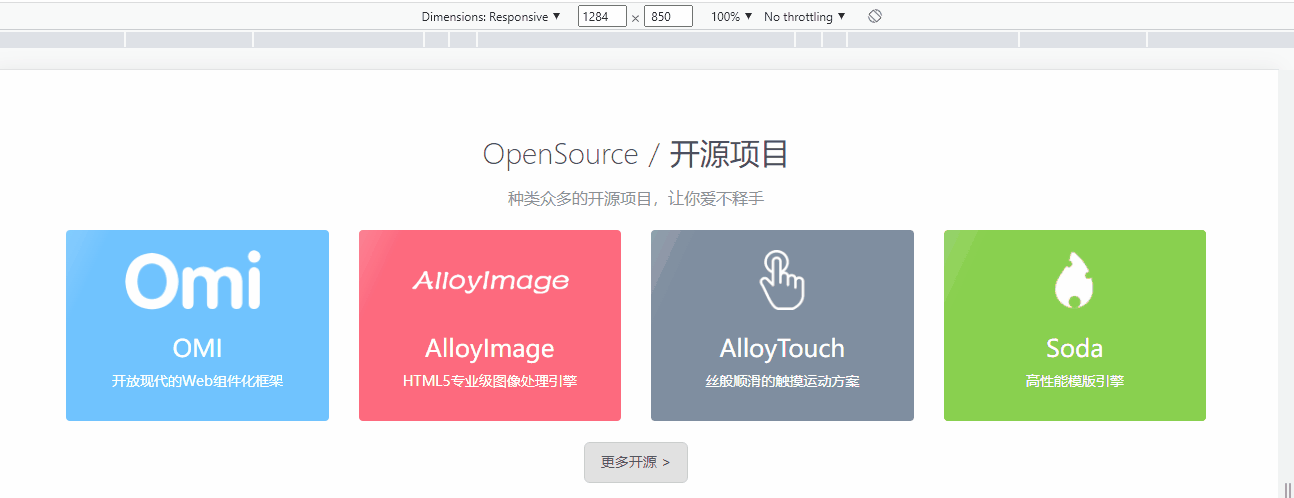 Dimensions: Responsive ▼ 1284 × 850 100% ▼ No throttling ▼
OpenSource / 开源项目
种类众多的开源项目，让你爱不释手
Omi
OMI
开放现代的Web组件化框架
AlloyImage
AlloyImage
HTML5专业级图像处理引擎
AlloyTouch
丝般顺滑的触摸运动方案
Soda
高性能模版引擎
更多开源 >